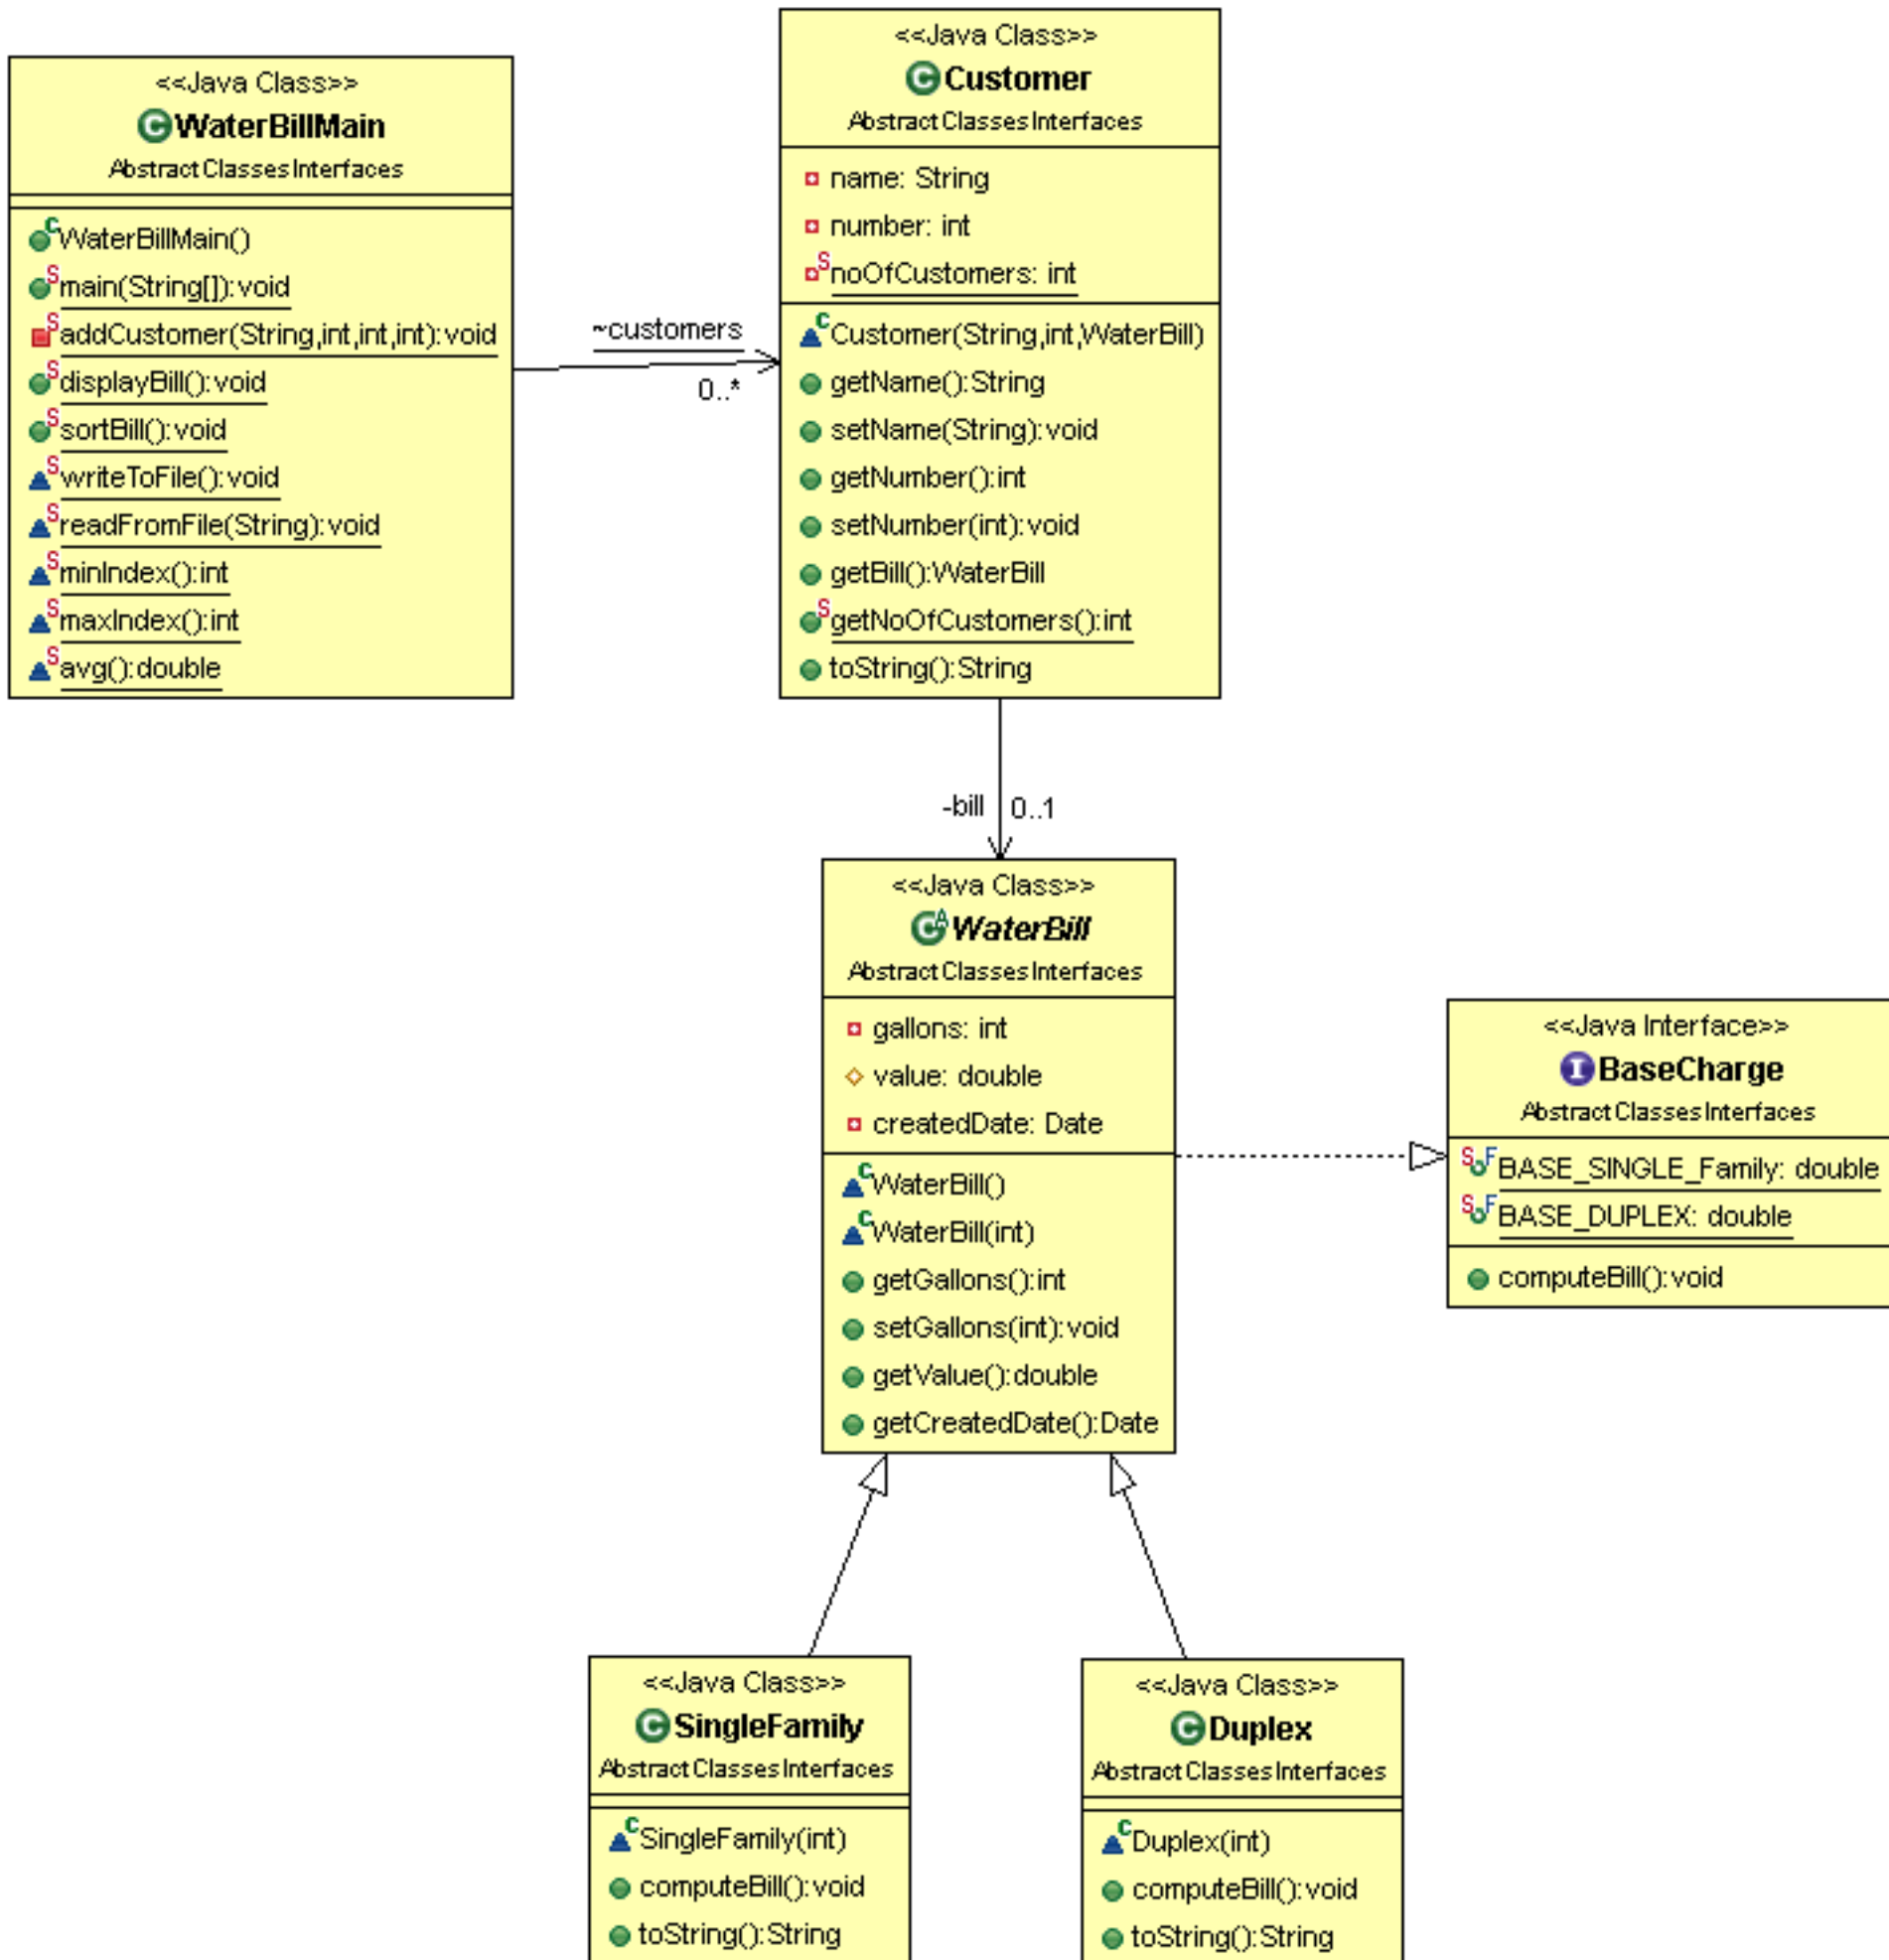 <<Java Class>>
WaterBillMain
AbstractClassesInterfaces
WaterBillMain()
main(String[]):void
addCustomer(String,int,int,int):void
displayBill():void
sortBill():void
writeToFile():void
readFromFile(String):void
minIndex():int
maxIndex():int
avg():double
~customers
0..*
<<Java Class>>
Customer
AbstractClassesInterfaces
name: String
number: int
noOfCustomers: int
Customer(String,int,WaterBill)
getName():String
setName(String):void
getNumber():int
setNumber(int):void
getBill():WaterBill
getNoOfCustomers():int
toString():String
-bill 0..1
<<Java Class>>
WaterBill
AbstractClassesInterfaces
gallons: int
value: double
createdDate: Date
WaterBill()
WaterBill(int)
getGallons():int
setGallons(int):void
getValue():double
getCreatedDate():Date
<<Java Interface>>
BaseCharge
AbstractClassesInterfaces
BASE_SINGLE_Family: double
BASE_DUPLEX: double
computeBill():void
<<Java Class>>
SingleFamily
AbstractClassesInterfaces
SingleFamily(int)
computeBill():void
toString():String
<<Java Class>>
Duplex
AbstractClassesInterfaces
Duplex(int)
computeBill():void
toString():String